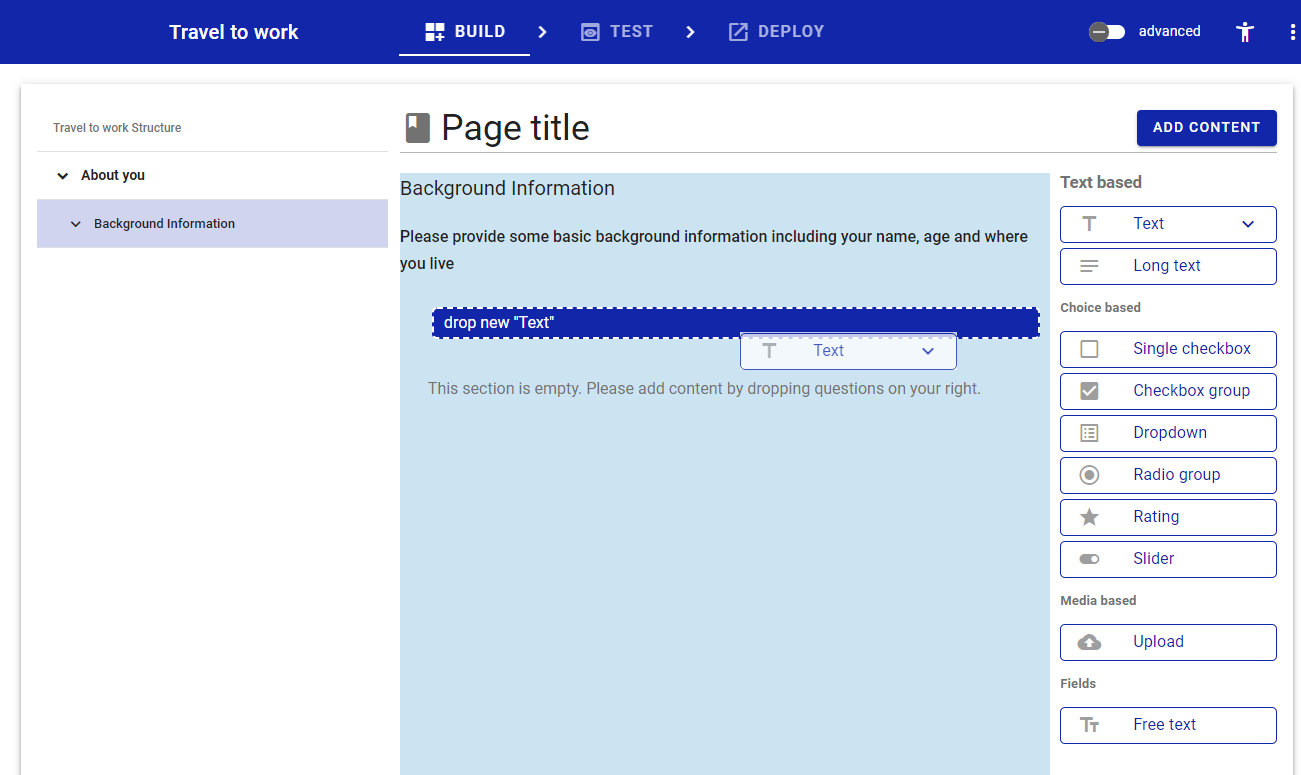 Travel to work
BUILD
TEST
DEPLOY
advanced
Travel to work Structure
About you
Background Information
Page title
ADD CONTENT
Background Information
Please provide some basic background information including your name, age and where
you live
drop new "Text"
Text
This section is empty. Please add content by dropping questions on your right.
Text based
Text
Long text
Choice based
Single checkbox
Checkbox group
Dropdown
Radio group
Rating
Slider
Media based
Upload
Fields
Free text